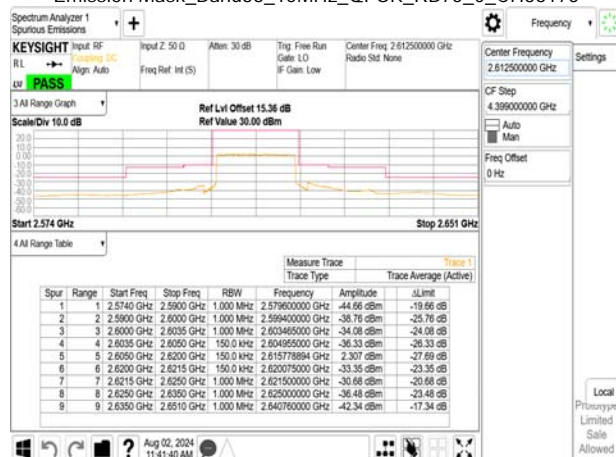 Spectrum Analyzer 1
Spurious Emissions
Frequency
KEYSIGHT Input: RF Input Z: 50 Ω Atten: 30 dB Trig: Free Run Center Freq: 2.612500000 GHz
RL Coupling: DC Gate: LO Radio Std: None
Align: Auto Freq Ref: Int (S) IF Gain: Low
LW PASS
Center Frequency
2.612500000 GHz
Settings
CF Step
4.399000000 GHz
Auto
Man
Freq Offset
0 Hz
3 All Range Graph
Ref Lvl Offset 15.36 dB
Scale/Div 10.0 dB Ref Value 30.00 dBm
20.0
10.0
0.00
-10.0
-20.0
-30.0
-40.0
-50.0
-60.0
Start 2.574 GHz Stop 2.651 GHz
4 All Range Table
Measure Trace Trace 1
Trace Type Trace Average (Active)
Spur Range Start Freq Stop Freq RBW Frequency Amplitude ΔLimit
1 1 2.5740 GHz 2.5900 GHz 1.000 MHz 2.579600000 GHz -44.66 dBm -19.66 dB
2 2 2.5900 GHz 2.6000 GHz 1.000 MHz 2.599400000 GHz -38.76 dBm -25.76 dB
3 3 2.6000 GHz 2.6035 GHz 1.000 MHz 2.603465000 GHz -34.08 dBm -24.08 dB
4 4 2.6035 GHz 2.6050 GHz 150.0 kHz 2.604955000 GHz -36.33 dBm -26.33 dB
5 5 2.6050 GHz 2.6200 GHz 150.0 kHz 2.615778894 GHz 2.307 dBm -27.69 dB
6 6 2.6200 GHz 2.6215 GHz 150.0 kHz 2.620075000 GHz -33.35 dBm -23.35 dB
7 7 2.6215 GHz 2.6250 GHz 1.000 MHz 2.621500000 GHz -30.68 dBm -20.68 dB
8 8 2.6250 GHz 2.6350 GHz 1.000 MHz 2.625000000 GHz -36.48 dBm -23.48 dB
9 9 2.6350 GHz 2.6510 GHz 1.000 MHz 2.640760000 GHz -42.34 dBm -17.34 dB
Local
Prototype
Limited
Sale
Allowed
Aug 02, 2024
11:41:40 AM